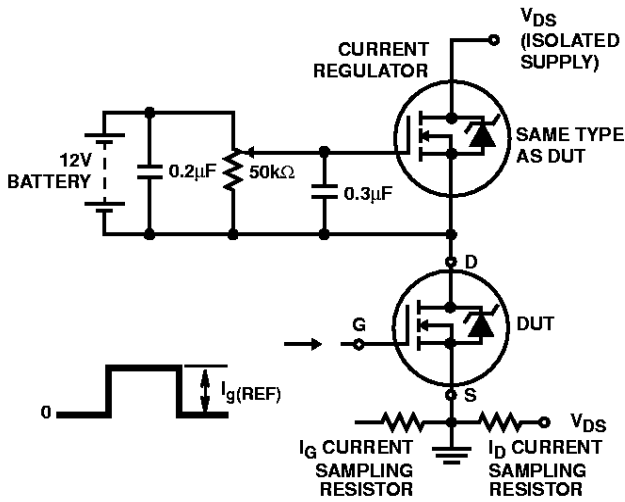 V_DS
(ISOLATED
SUPPLY)
CURRENT
REGULATOR
SAME TYPE
AS DUT
12V
BATTERY
0.2μF
50kΩ
0.3μF
D
DUT
G
S
0
I_g(REF)
V_DS
I_G CURRENT
SAMPLING
RESISTOR
I_D CURRENT
SAMPLING
RESISTOR